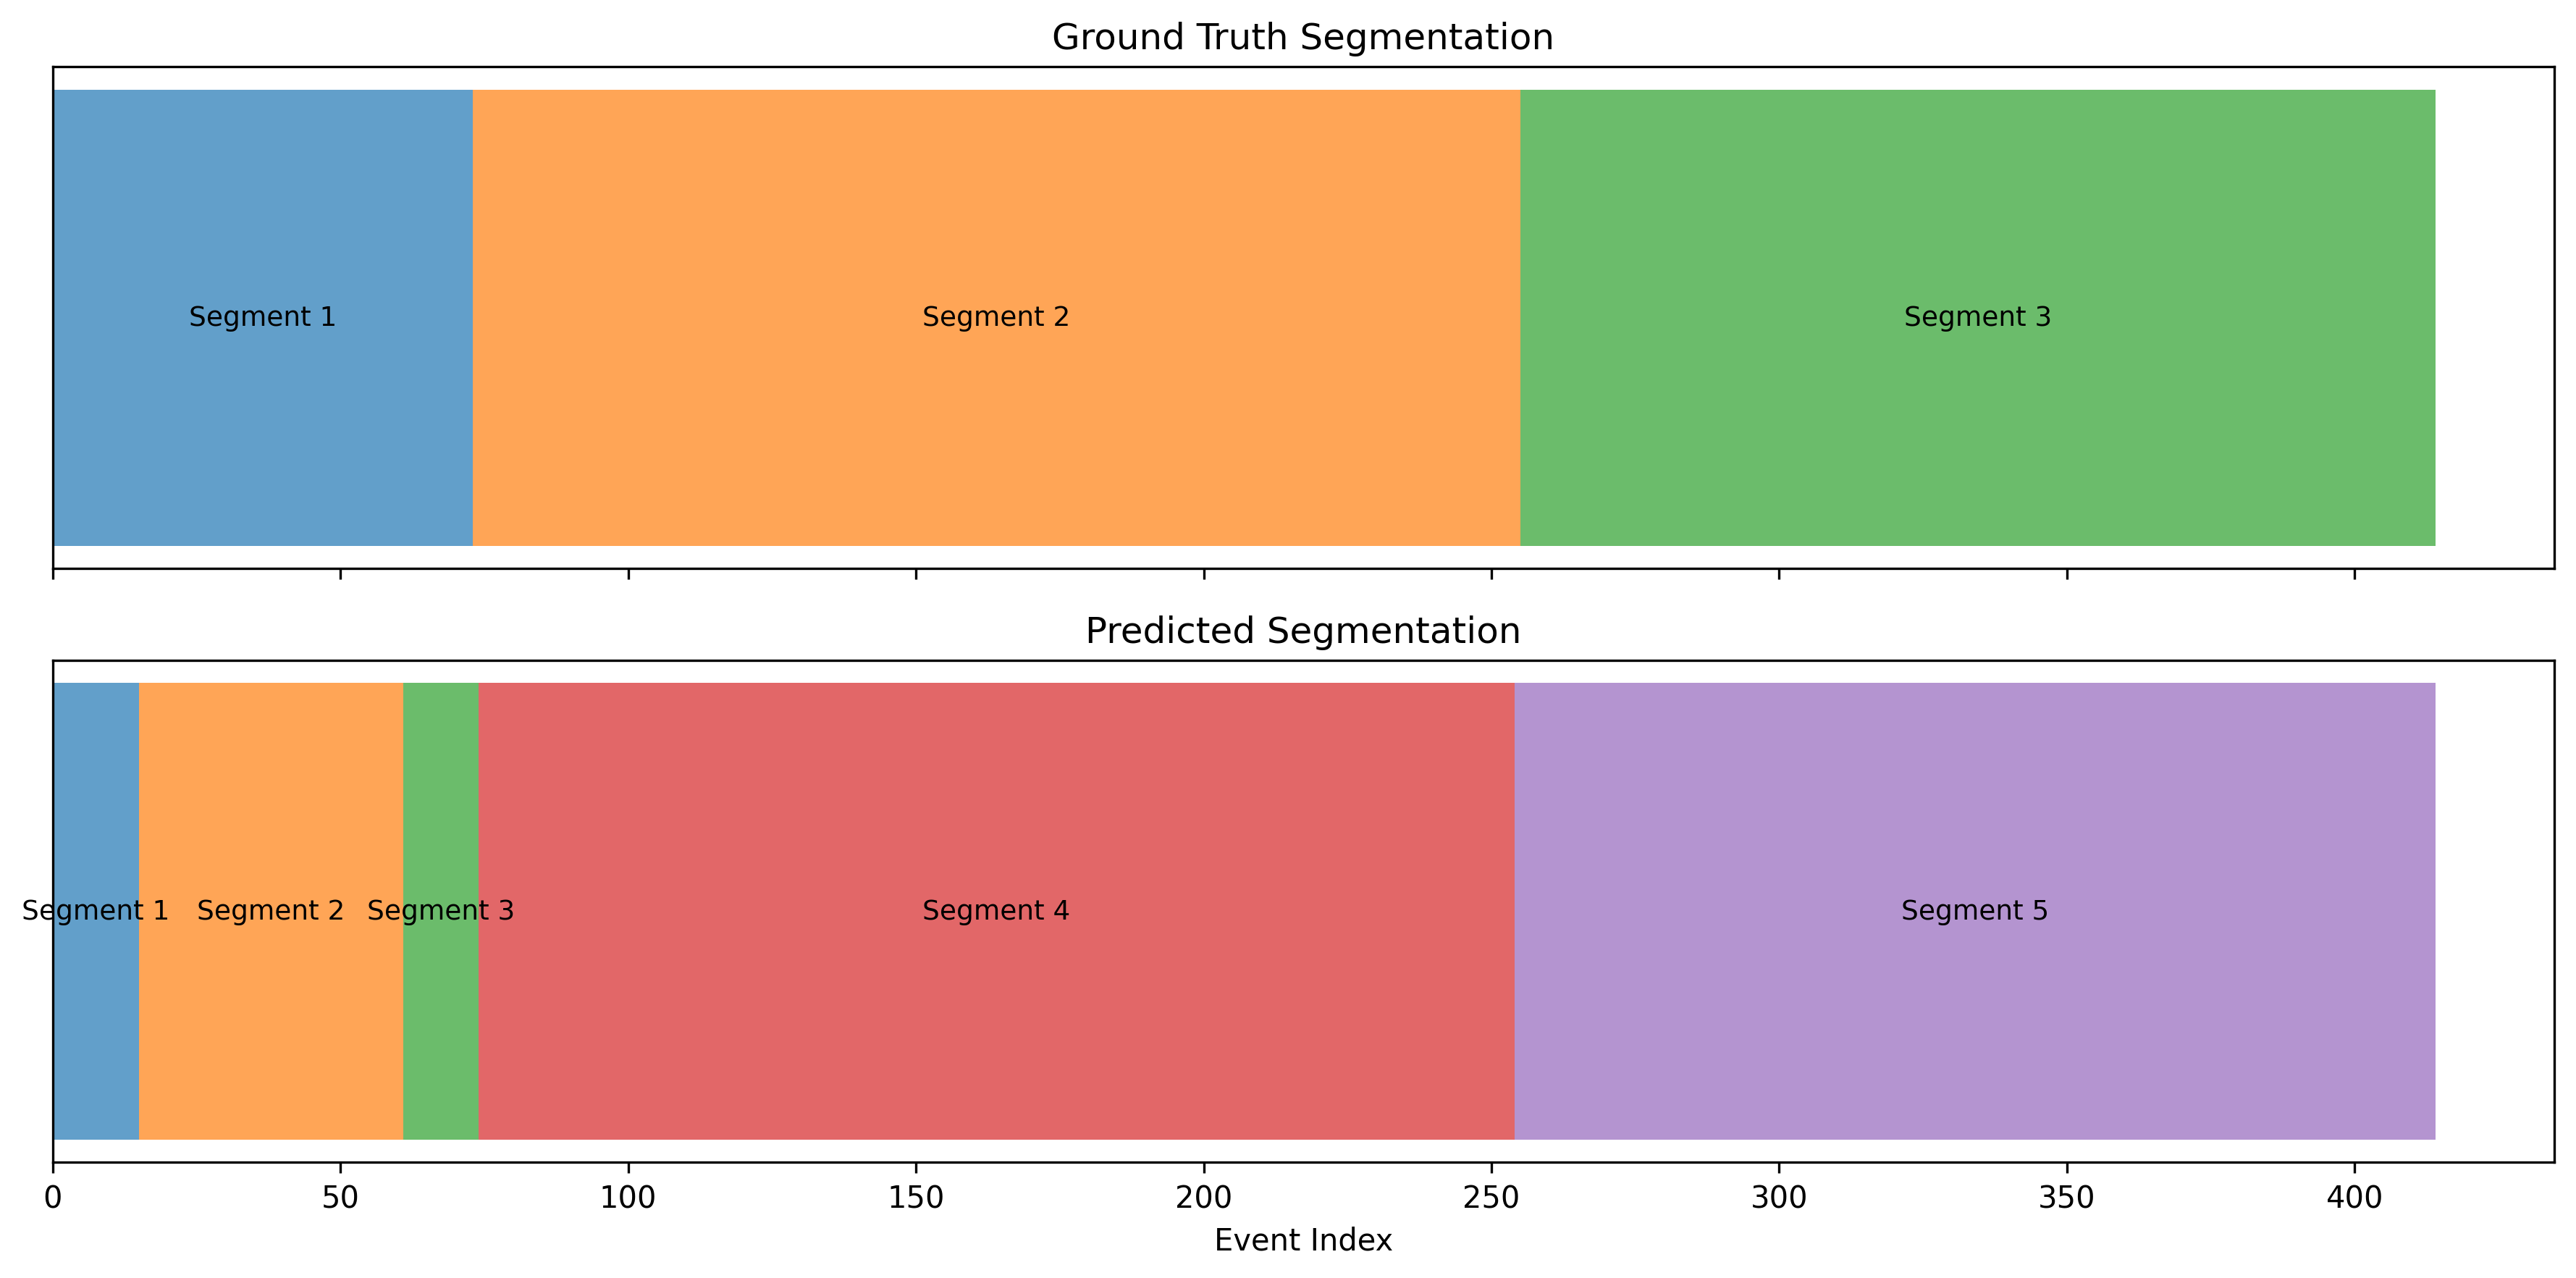 Ground Truth Segmentation
Segment 1 Segment 2 Segment 3
Predicted Segmentation
Segment 1 Segment 2 Segment 3 Segment 4 Segment 5
0 50 100 150 200 250 300 350 400
Event Index